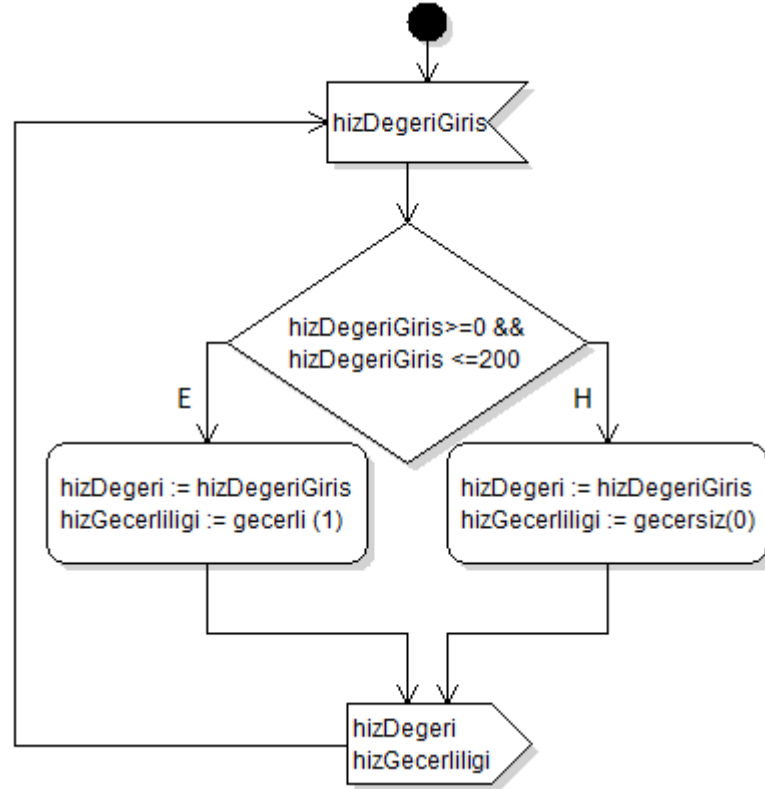 hizDegeriGiris
hizDegeriGiris>=0 &&
hizDegeriGiris <=200
E
H
hizDegeri := hizDegeriGiris
hizGecerliligi := gecerli (1)
hizDegeri := hizDegeriGiris
hizGecerliligi := gecersiz(0)
hizDegeri
hizGecerliligi